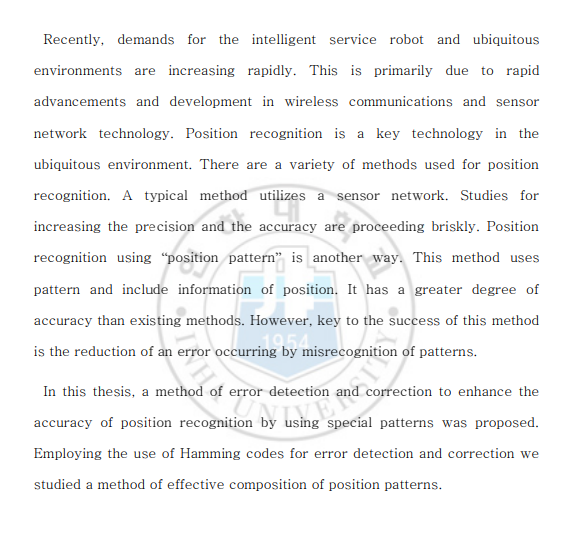 Recently, demands for the intelligent service robot and ubiquitous
environments are increasing rapidly. This is primarily due to rapid
advancements and development in wireless communications and sensor
network technology. Position recognition is a key technology in the
ubiquitous environment. There are a variety of methods used for position
recognition. A typical method utilizes a sensor network. Studies for
increasing the precision and the accuracy are proceeding briskly. Position
recognition using “position pattern” is another way. This method uses
pattern and include information of position. It has a greater degree of
accuracy than existing methods. However, key to the success of this method
is the reduction of an error occurring by misrecognition of patterns.
In this thesis, a method of error detection and correction to enhance the
accuracy of position recognition by using special patterns was proposed.
Employing the use of Hamming codes for error detection and correction we
studied a method of effective composition of position patterns.
인하대학교
1954
INHA UNIVERSITY